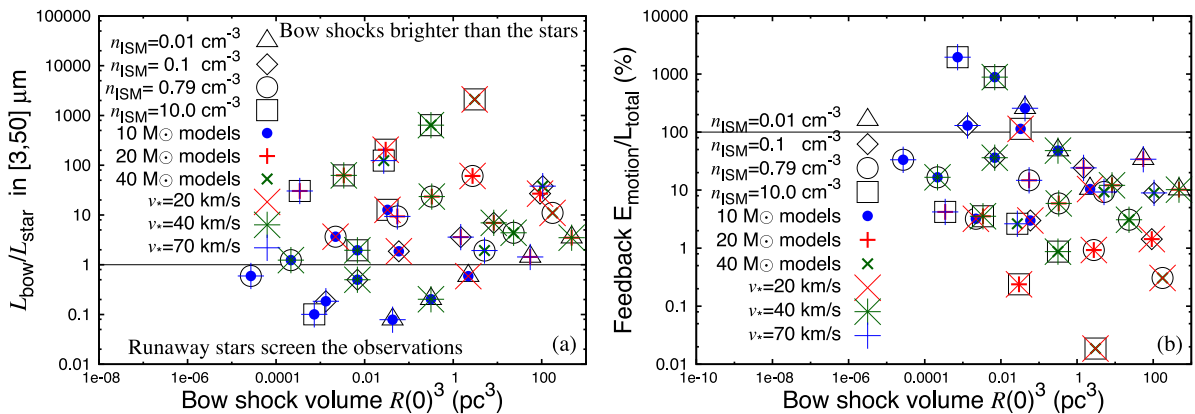 Bow shocks brighter than the stars
100000
10000
1000
100
10
1
0.1
0.01
L_bow/L_star in [3,50] μm
n_ISM=0.01 cm⁻³
n_ISM=0.1 cm⁻³
n_ISM=0.79 cm⁻³
n_ISM=10.0 cm⁻³
10 M⊙ models
20 M⊙ models
40 M⊙ models
v⋆=20 km/s
v⋆=40 km/s
v⋆=70 km/s
Runaway stars screen the observations
(a)
1e-08
1e-06
0.0001
0.01
1
100
Bow shock volume R(0)³ (pc³)
10000
1000
100
10
1
0.1
0.01
Feedback E_motion/L_total (%)
n_ISM=0.01 cm⁻³
n_ISM=0.1 cm⁻³
n_ISM=0.79 cm⁻³
n_ISM=10.0 cm⁻³
10 M⊙ models
20 M⊙ models
40 M⊙ models
v⋆=20 km/s
v⋆=40 km/s
v⋆=70 km/s
(b)
1e-10
1e-08
1e-06
0.0001
0.01
1
100
Bow shock volume R(0)³ (pc³)